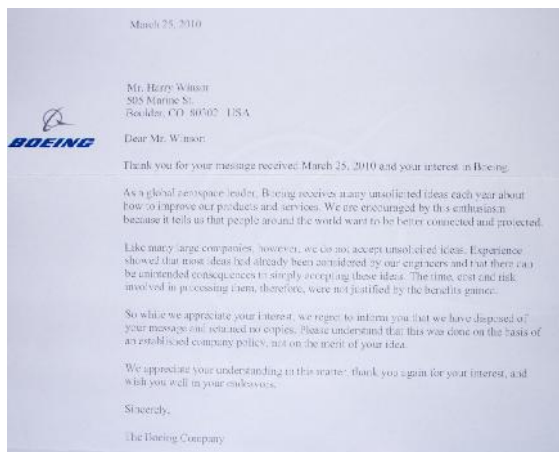 March 25, 2010
Mr. Harry Winsor
505 Marine St.
Boulder, CO 80302 USA
BOEING
Dear Mr. Winsor:
Thank you for your message received March 25, 2010 and your interest in Boeing.
As a global aerospace leader, Boeing receives many unsolicited ideas each year about
how to improve our products and services. We are encouraged by this enthusiasm
because it tells us that people around the world want to be better connected and protected.
Like many large companies, however, we do not accept unsolicited ideas. Experience
showed that most ideas had already been considered by our engineers and that there can
be unintended consequences to simply accepting these ideas. The time, cost and risk
involved in processing them, therefore, were not justified by the benefits gained.
So while we appreciate your interest, we regret to inform you that we have disposed of
your message and retained no copies. Please understand that this was done on the basis of
an established company policy, not on the merit of your idea.
We appreciate your understanding in this matter, thank you again for your interest, and
wish you well in your endeavors.
Sincerely,
The Boeing Company